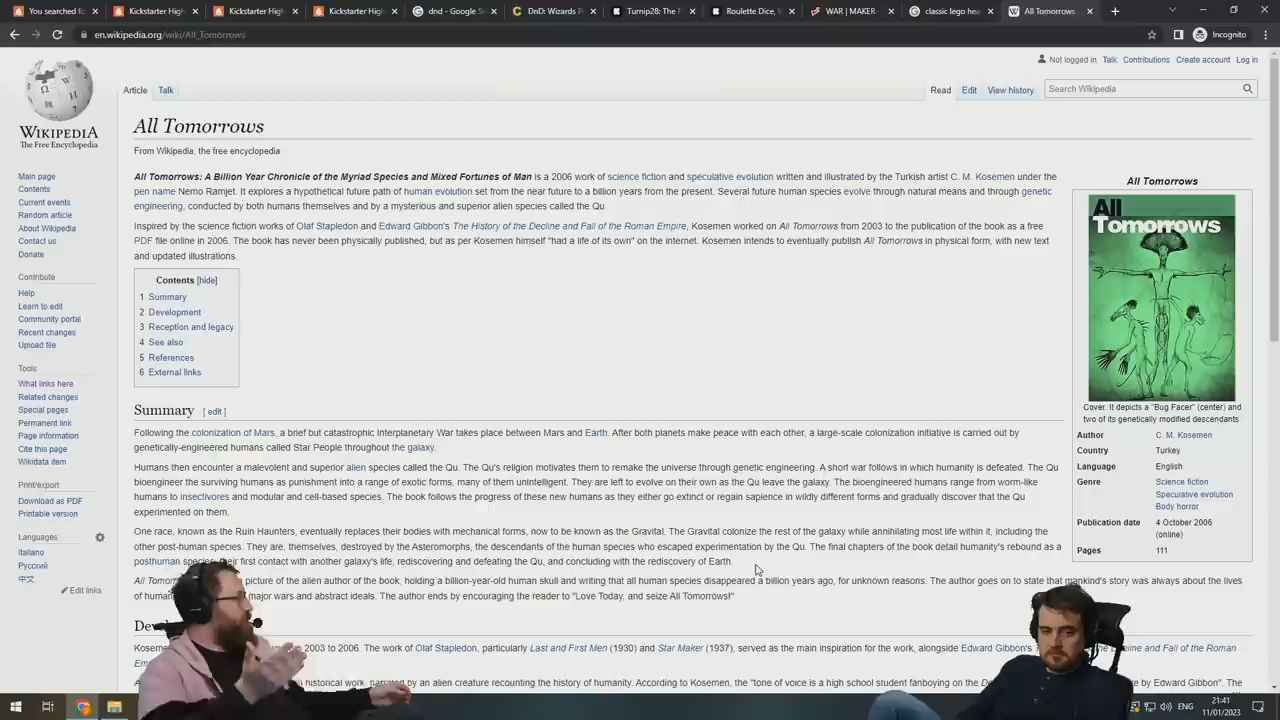 You should k
Kickstarter High
Kickstarter High
Kickstarter High
dnd - Google S
DnD: Wizards P
Turnip28: The F
Roulette Dice, W
WAR | MAKER
classic lego hea
All Tomorrows
en.wikipedia.org/wiki/All_Tomorrows
Incognito
Not logged in Talk Contributions Create account Log in
Article Talk
Read Edit View history
Search Wikipedia
WIKIPEDIA
The Free Encyclopedia
Main page
Contents
Current events
Random article
About Wikipedia
Contact us
Donate
Contribute
Help
Learn to edit
Community portal
Recent changes
Upload file
Tools
What links here
Related changes
Special pages
Permanent link
Page information
Cite this page
Wikidata item
Print/export
Download as PDF
Printable version
Languages
Italiano
Русский
中文
Edit links
All Tomorrows
From Wikipedia, the free encyclopedia
All Tomorrows: A Billion Year Chronicle of the Myriad Species and Mixed Fortunes of Man is a 2006 work of science fiction and speculative evolution written and illustrated by the Turkish artist C. M. Kosemen under the
pen name Nemo Ramjet. It explores a hypothetical future path of human evolution set from the near future to a billion years from the present. Several future human species evolve through natural means and through genetic
engineering, conducted by both humans themselves and by a mysterious and superior alien species called the Qu.
Inspired by the science fiction works of Olaf Stapledon and Edward Gibbon's The History of the Decline and Fall of the Roman Empire, Kosemen worked on All Tomorrows from 2003 to the publication of the book as a free
PDF file online in 2006. The book has never been physically published, but as per Kosemen himself "had a life of its own" on the internet. Kosemen intends to eventually publish All Tomorrows in physical form, with new text
and updated illustrations.
Contents [hide]
1 Summary
2 Development
3 Reception and legacy
4 See also
5 References
6 External links
Summary [ edit ]
Following the colonization of Mars, a brief but catastrophic Interplanetary War takes place between Mars and Earth. After both planets make peace with each other, a large-scale colonization initiative is carried out by
genetically-engineered humans called Star People throughout the galaxy.
Humans then encounter a malevolent and superior alien species called the Qu. The Qu's religion motivates them to remake the universe through genetic engineering. A short war follows in which humanity is defeated. The Qu
bioengineer the surviving humans as punishment into a range of exotic forms, many of them unintelligent. They are left to evolve on their own as the Qu leave the galaxy. The bioengineered humans range from worm-like
humans to insectivores and modular and cell-based species. The book follows the progress of these new humans as they either go extinct or regain sapience in wildly different forms and gradually discover that the Qu
experimented on them.
One race, known as the Ruin Haunters, eventually replaces their bodies with mechanical forms, now to be known as the Gravital. The Gravital colonize the rest of the galaxy while annihilating most life within it, including the
other post-human species. They are, themselves, destroyed by the Asteromorphs, the descendants of the human species who escaped experimentation by the Qu. The final chapters of the book detail humanity's rebound as a
posthuman species, their first contact with another galaxy's life, rediscovering and defeating the Qu, and concluding with the rediscovery of Earth.
All Tomorr picture of the alien author of the book, holding a billion-year-old human skull and writing that all human species disappeared a billion years ago, for unknown reasons. The author goes on to state that mankind's story was always about the lives
of human major wars and abstract ideals. The author ends by encouraging the reader to "Love Today, and seize All Tomorrows!"
Deve
Kosem n 2003 to 2006. The work of Olaf Stapledon, particularly Last and First Men (1930) and Star Maker (1937), served as the main inspiration for the work, alongside Edward Gibbon's cline and Fall of the Roman
Em
A historical work, by an alien creature recounting the history of humanity. According to Kosemen, the "tone of voice is a high school student fanboying on the De by Edward Gibbon". The
All Tomorrows
All
Tomorrows
Cover. It depicts a "Bug Facer" (center) and
two of its genetically modified descendants
Author C. M. Kosemen
Country Turkey
Language English
Genre Science fiction
Speculative evolution
Body horror
Publication date 4 October 2006
(online)
Pages 111
ENG
21:41
11/01/2023